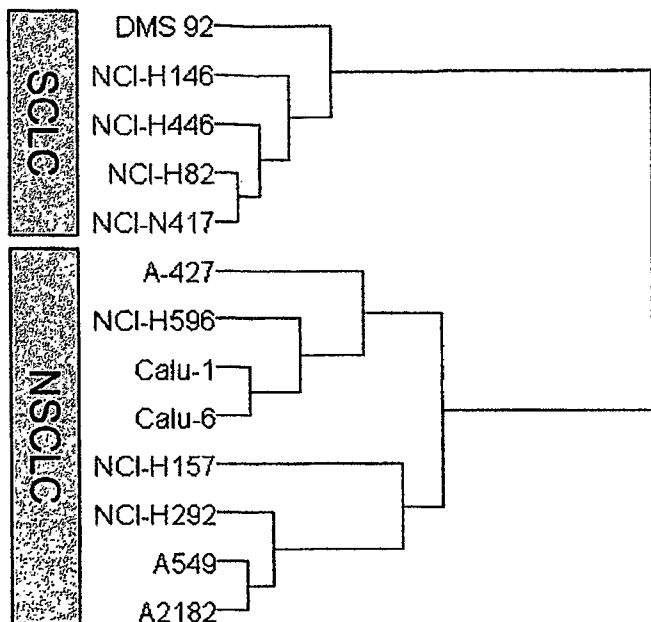 SCLC
DMS 92
NCI-H146
NCI-H446
NCI-H82
NCI-N417
NSCLC
A-427
NCI-H596
Calu-1
Calu-6
NCI-H157
NCI-H292
A549
A2182